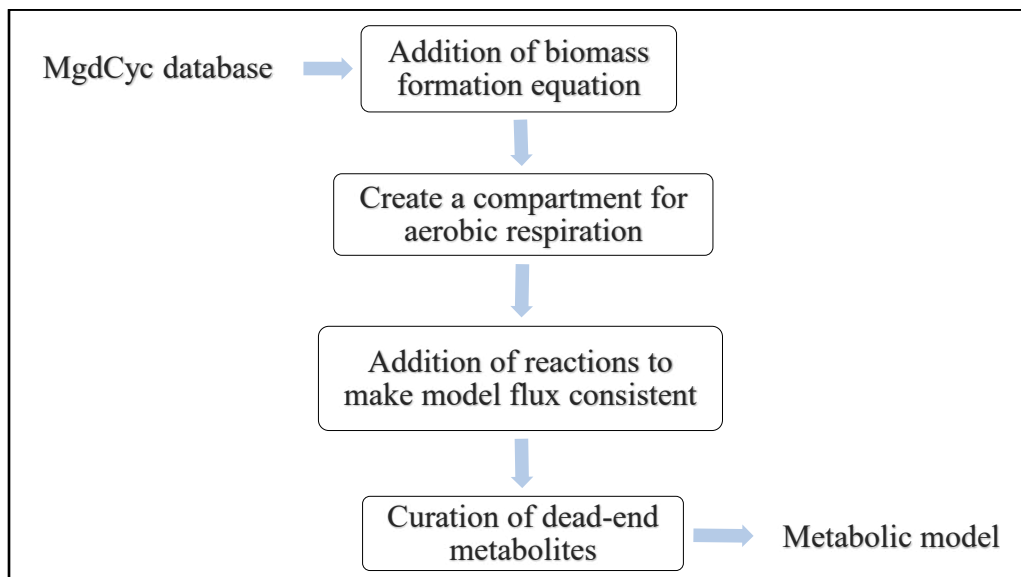 MgdCyc database
Addition of biomass
formation equation
Create a compartment for
aerobic respiration
Addition of reactions to
make model flux consistent
Curation of dead-end
metabolites
Metabolic model